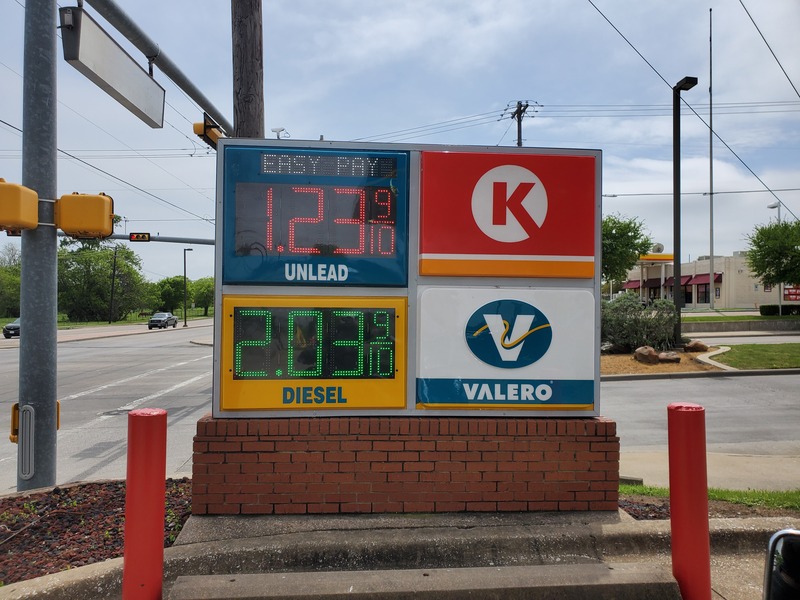 EASY PAY
1.23 9/10
UNLEAD
K
2.03 9/10
DIESEL
V
VALERO